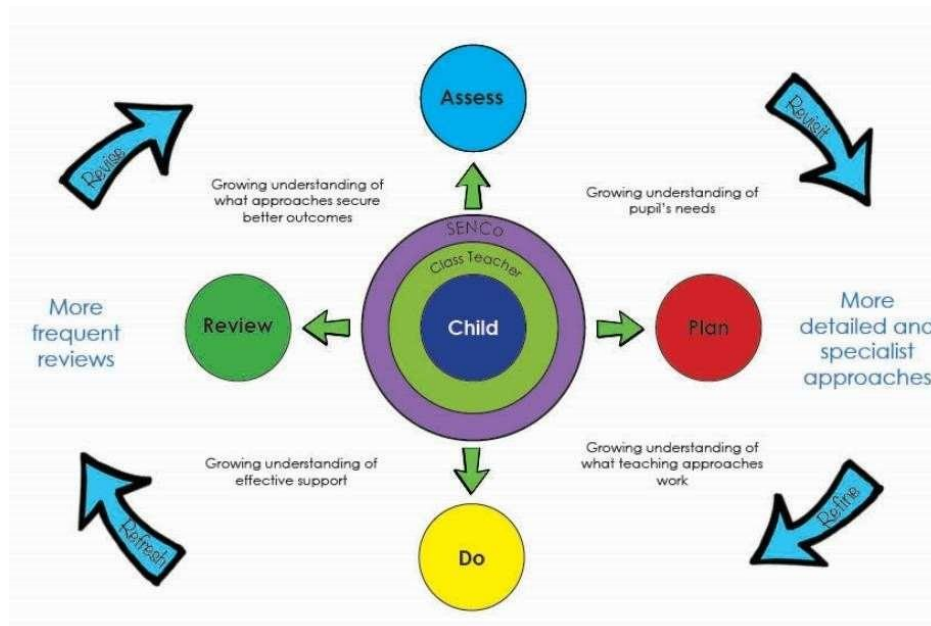 Assess
Revise
Revisit
Growing understanding of
what approaches secure
better outcomes
Growing understanding of
pupil's needs
SENCo
Class Teacher
Child
Review
Plan
More
frequent
reviews
More
detailed and
specialist
approaches
Growing understanding of
effective support
Growing understanding of
what teaching approaches
work
Refresh
Refine
Do